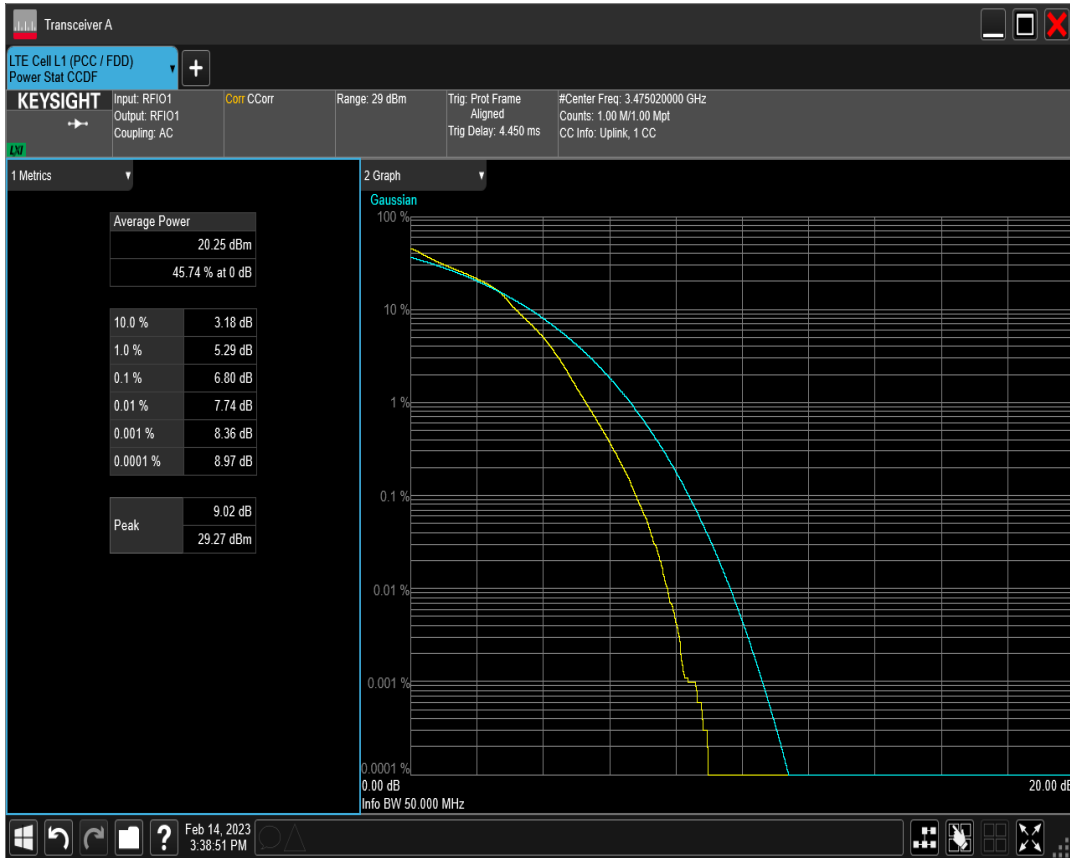 Transceiver A
LTE Cell L1 (PCC / FDD)
Power Stat CCDF
+
KEYSIGHT
LXI
Input: RFIO1
Output: RFIO1
Coupling: AC
Corr CCorr
Range: 29 dBm
Trig: Prot Frame
Aligned
Trig Delay: 4.450 ms
#Center Freq: 3.475020000 GHz
Counts: 1.00 M/1.00 Mpt
CC Info: Uplink, 1 CC
1 Metrics
Average Power
20.25 dBm
45.74 % at 0 dB
10.0 % 3.18 dB
1.0 % 5.29 dB
0.1 % 6.80 dB
0.01 % 7.74 dB
0.001 % 8.36 dB
0.0001 % 8.97 dB
Peak
9.02 dB
29.27 dBm
2 Graph
Gaussian
100 %
10 %
1 %
0.1 %
0.01 %
0.001 %
0.0001 %
0.00 dB 20.00 dB
Info BW 50.000 MHz
?
Feb 14, 2023
3:38:51 PM